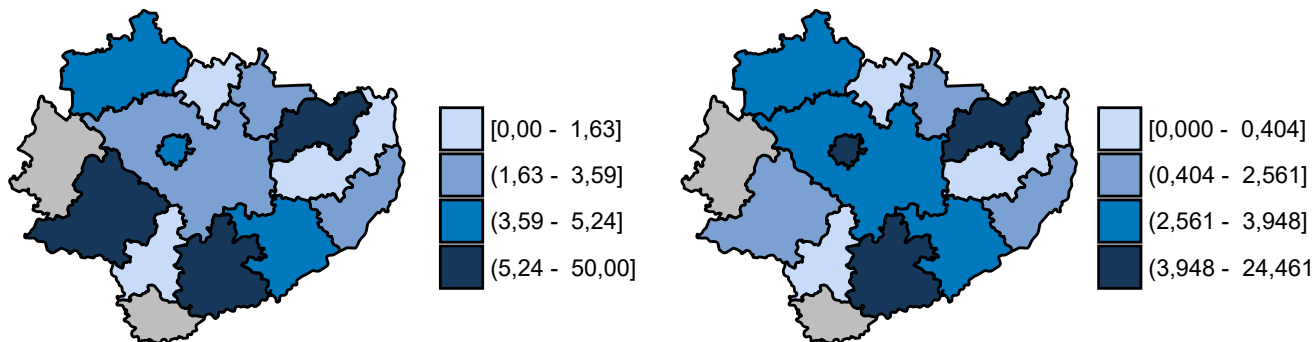 [0,00 - 1,63]
(1,63 - 3,59]
(3,59 - 5,24]
(5,24 - 50,00]
[0,000 - 0,404]
(0,404 - 2,561]
(2,561 - 3,948]
(3,948 - 24,461